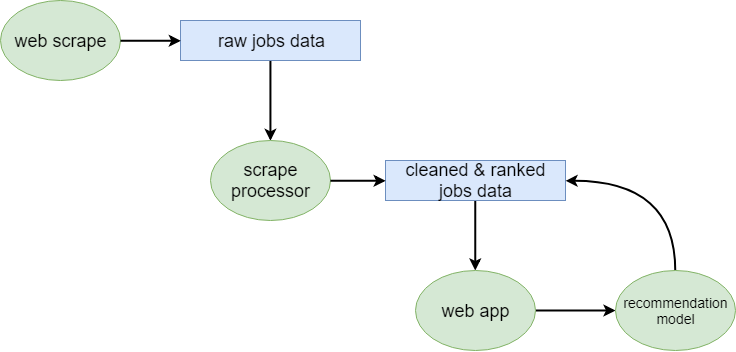 web scrape
raw jobs data
scrape
processor
cleaned & ranked
jobs data
web app
recommendation
model